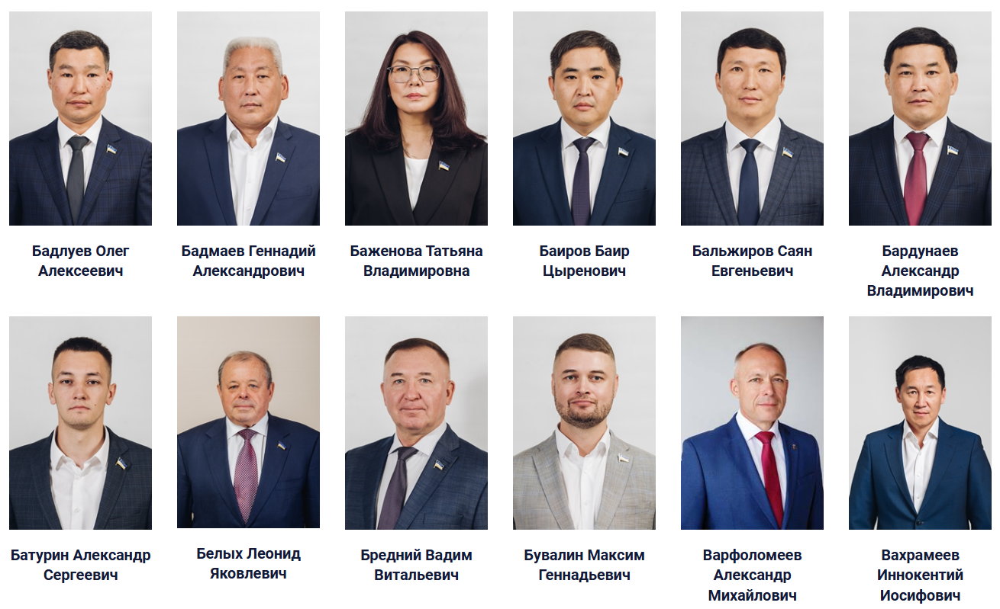 Бадлуев Олег
Алексеевич
Бадмаев Геннадий
Александрович
Баженова Татьяна
Владимировна
Баиров Баир
Цыренович
Бальжиров Саян
Евгеньевич
Бардунаев
Александр
Владимирович
Батурин Александр
Сергеевич
Белых Леонид
Яковлевич
Бредний Вадим
Витальевич
Бувалин Максим
Геннадьевич
Варфоломеев
Александр
Михайлович
Вахрамеев
Иннокентий
Иосифович